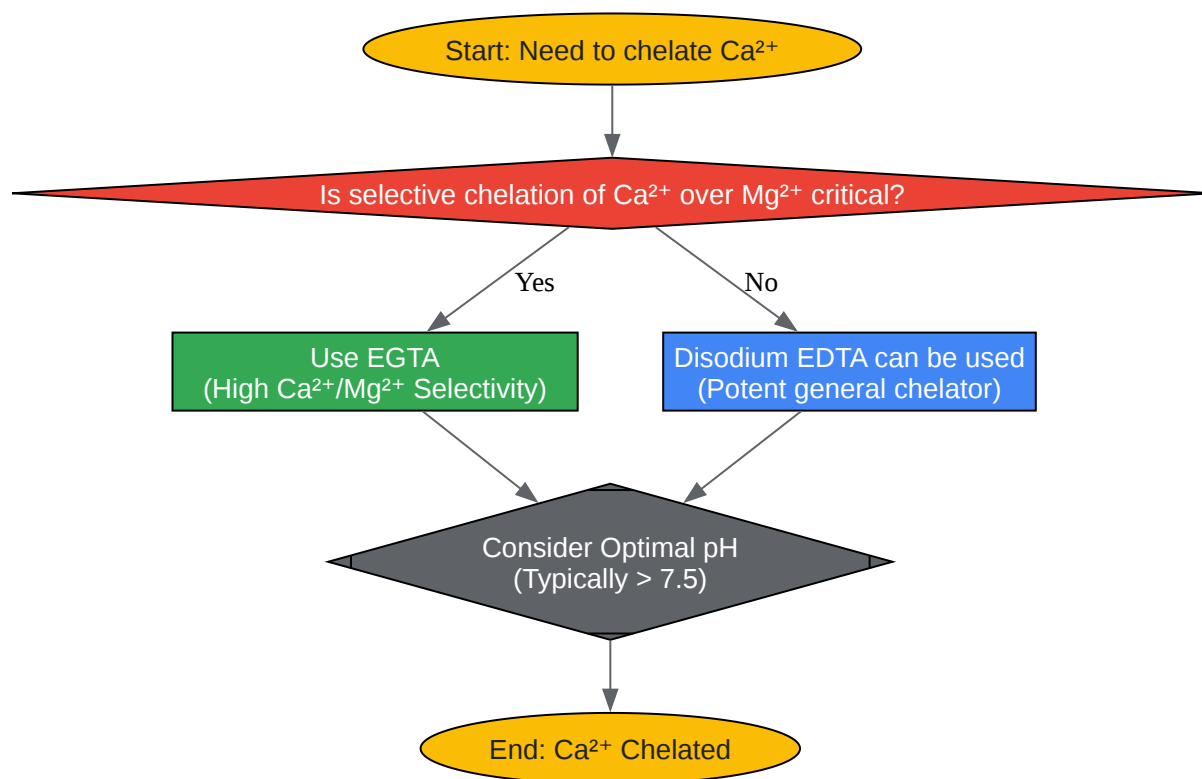 Start: Need to chelate Ca²⁺
Is selective chelation of Ca²⁺ over Mg²⁺ critical?
Yes
No
Use EGTA
(High Ca²⁺/Mg²⁺ Selectivity)
Disodium EDTA can be used
(Potent general chelator)
Consider Optimal pH
(Typically > 7.5)
End: Ca²⁺ Chelated